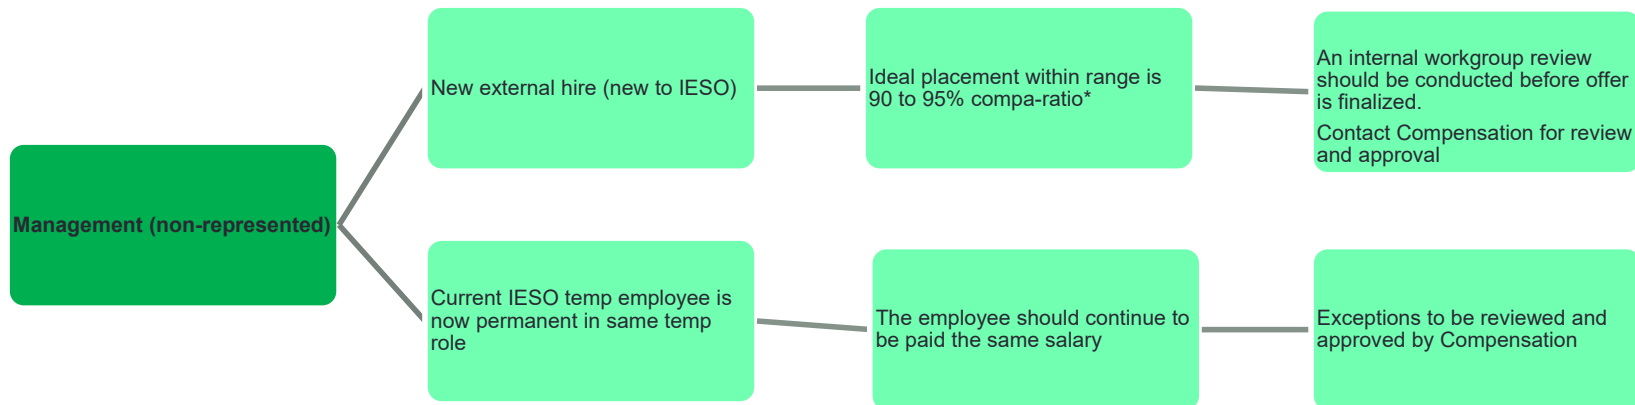 Management (non-represented)
New external hire (new to IESO)
Ideal placement within range is
90 to 95% compa-ratio*
An internal workgroup review
should be conducted before offer
is finalized.
Contact Compensation for review
and approval
Current IESO temp employee is
now permanent in same temp
role
The employee should continue to
be paid the same salary
Exceptions to be reviewed and
approved by Compensation